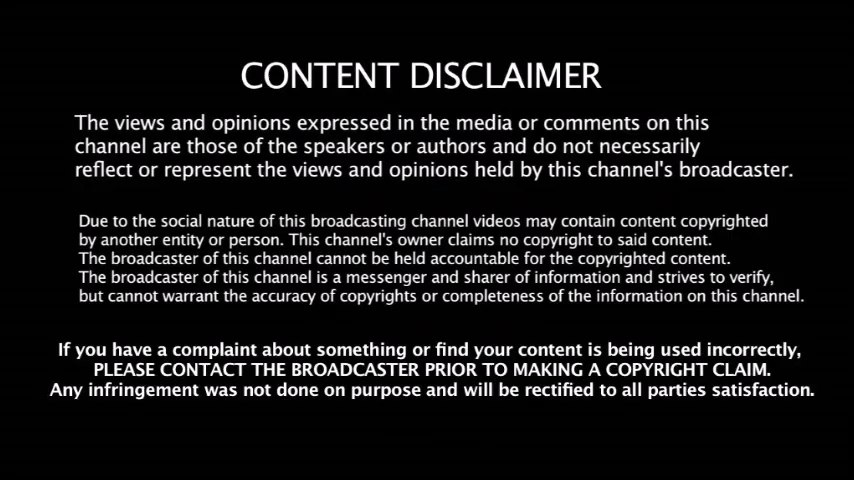 CONTENT DISCLAIMER
The views and opinions expressed in the media or comments on this
channel are those of the speakers or authors and do not necessarily
reflect or represent the views and opinions held by this channel's broadcaster.
Due to the social nature of this broadcasting channel videos may contain content copyrighted
by another entity or person. This channel's owner claims no copyright to said content.
The broadcaster of this channel cannot be held accountable for the copyrighted content.
The broadcaster of this channel is a messenger and sharer of information and strives to verify,
but cannot warrant the accuracy of copyrights or completeness of the information on this channel.
If you have a complaint about something or find your content is being used incorrectly,
PLEASE CONTACT THE BROADCASTER PRIOR TO MAKING A COPYRIGHT CLAIM.
Any infringement was not done on purpose and will be rectified to all parties satisfaction.